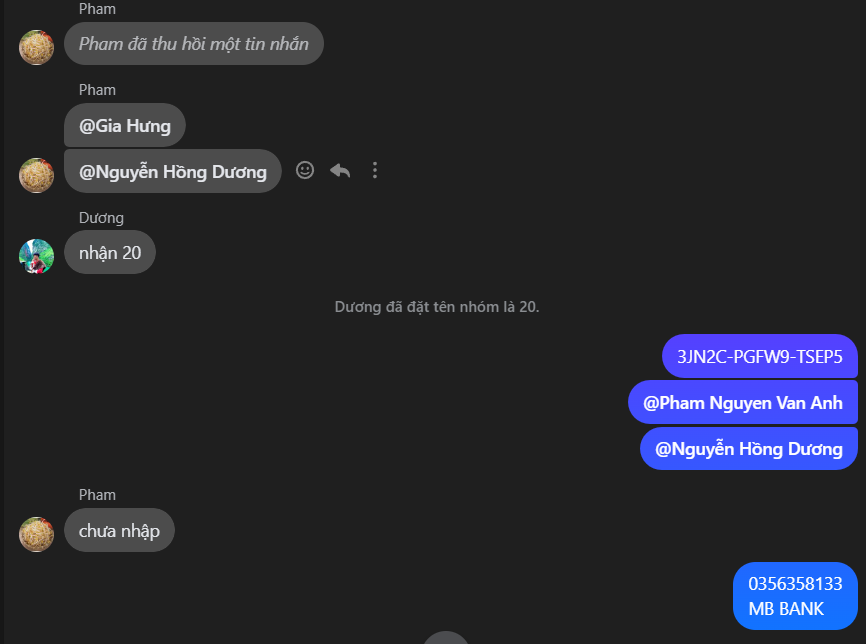 Pham
Pham đã thu hồi một tin nhắn
Pham
@Gia Hưng
@Nguyễn Hồng Dương
Dương
nhận 20
Dương đã đặt tên nhóm là 20.
3JN2C-PGFW9-TSEP5
@Pham Nguyen Van Anh
@Nguyễn Hồng Dương
Pham
chưa nhập
0356358133
MB BANK